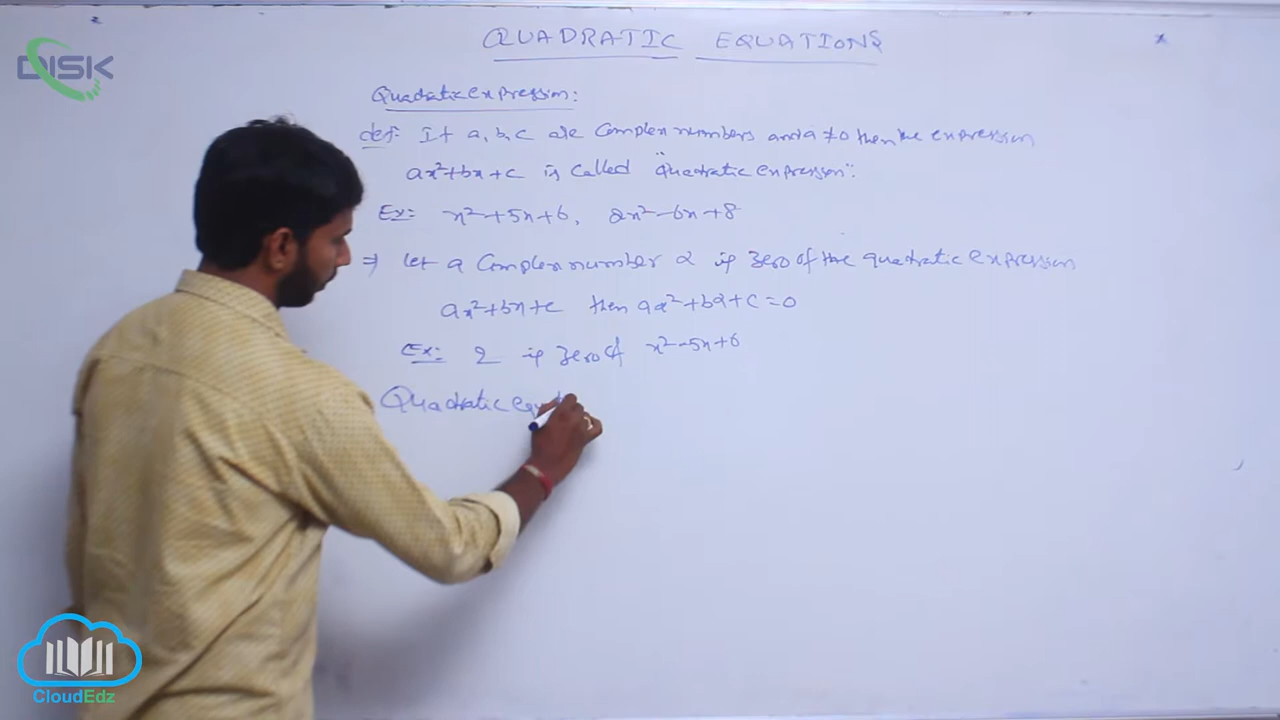 DISK
QUADRATIC EQUATIONS
Quadratic expression:
def: If a, b, c are complex numbers and a ≠ 0 then the expression
ax²+bx+c is called "Quadratic expression".
Ex: x²+5x+6, 2x²-6x+8
⇒ let a complex number α is zero of the quadratic expression
ax²+bx+c then aα²+bα+c=0
Ex: 2 is zero of x²-5x+6
Quadratic equ
CloudEdz